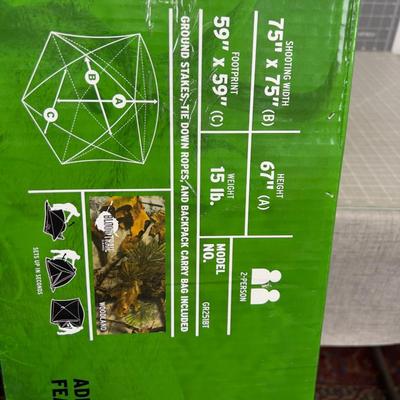 SHOOTING WIDTH
75" X 75" (B)
HEIGHT
67" (A)
2-PERSON
FOOTPRINT
59" X 59" (C)
WEIGHT
15 lb.
MODEL
NO.
GR251BT
GROUND STAKES, TIE DOWN ROPES, AND BACKPACK CARRY BAG INCLUDED
A
B
C
WOODLAND
SETS UP IN SECONDS